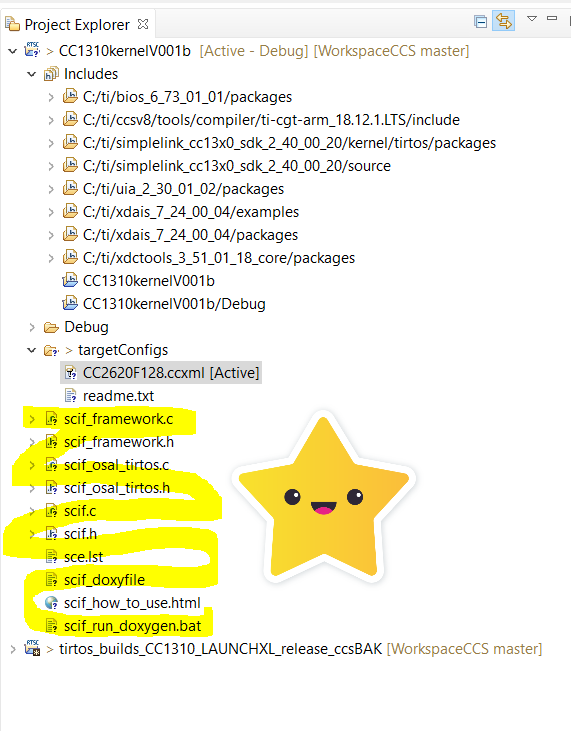 Project Explorer
> CC1310kernelV001b [Active - Debug] [WorkspaceCCS master]
Includes
C:/ti/bios_6_73_01_01/packages
C:/ti/ccsv8/tools/compiler/ti-cgt-arm_18.12.1.LTS/include
C:/ti/simplelink_cc13x0_sdk_2_40_00_20/kernel/tirtos/packages
C:/ti/simplelink_cc13x0_sdk_2_40_00_20/source
C:/ti/uia_2_30_01_02/packages
C:/ti/xdais_7_24_00_04/examples
C:/ti/xdais_7_24_00_04/packages
C:/ti/xdctools_3_51_01_18_core/packages
CC1310kernelV001b
CC1310kernelV001b/Debug
Debug
> targetConfigs
CC2620F128.ccxml [Active]
readme.txt
scif_framework.c
scif_framework.h
scif_osal_tirtos.c
scif_osal_tirtos.h
scif.c
scif.h
sce.lst
scif_doxyfile
scif_how_to_use.html
scif_run_doxygen.bat
> tirtos_builds_CC1310_LAUNCHXL_release_ccsBAK [WorkspaceCCS master]